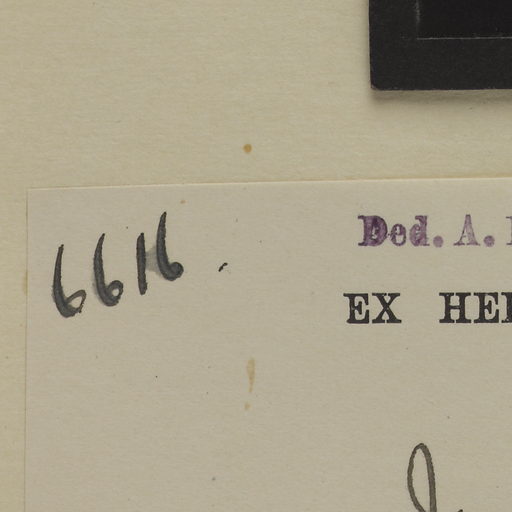 6616
Ded. A.
EX HE